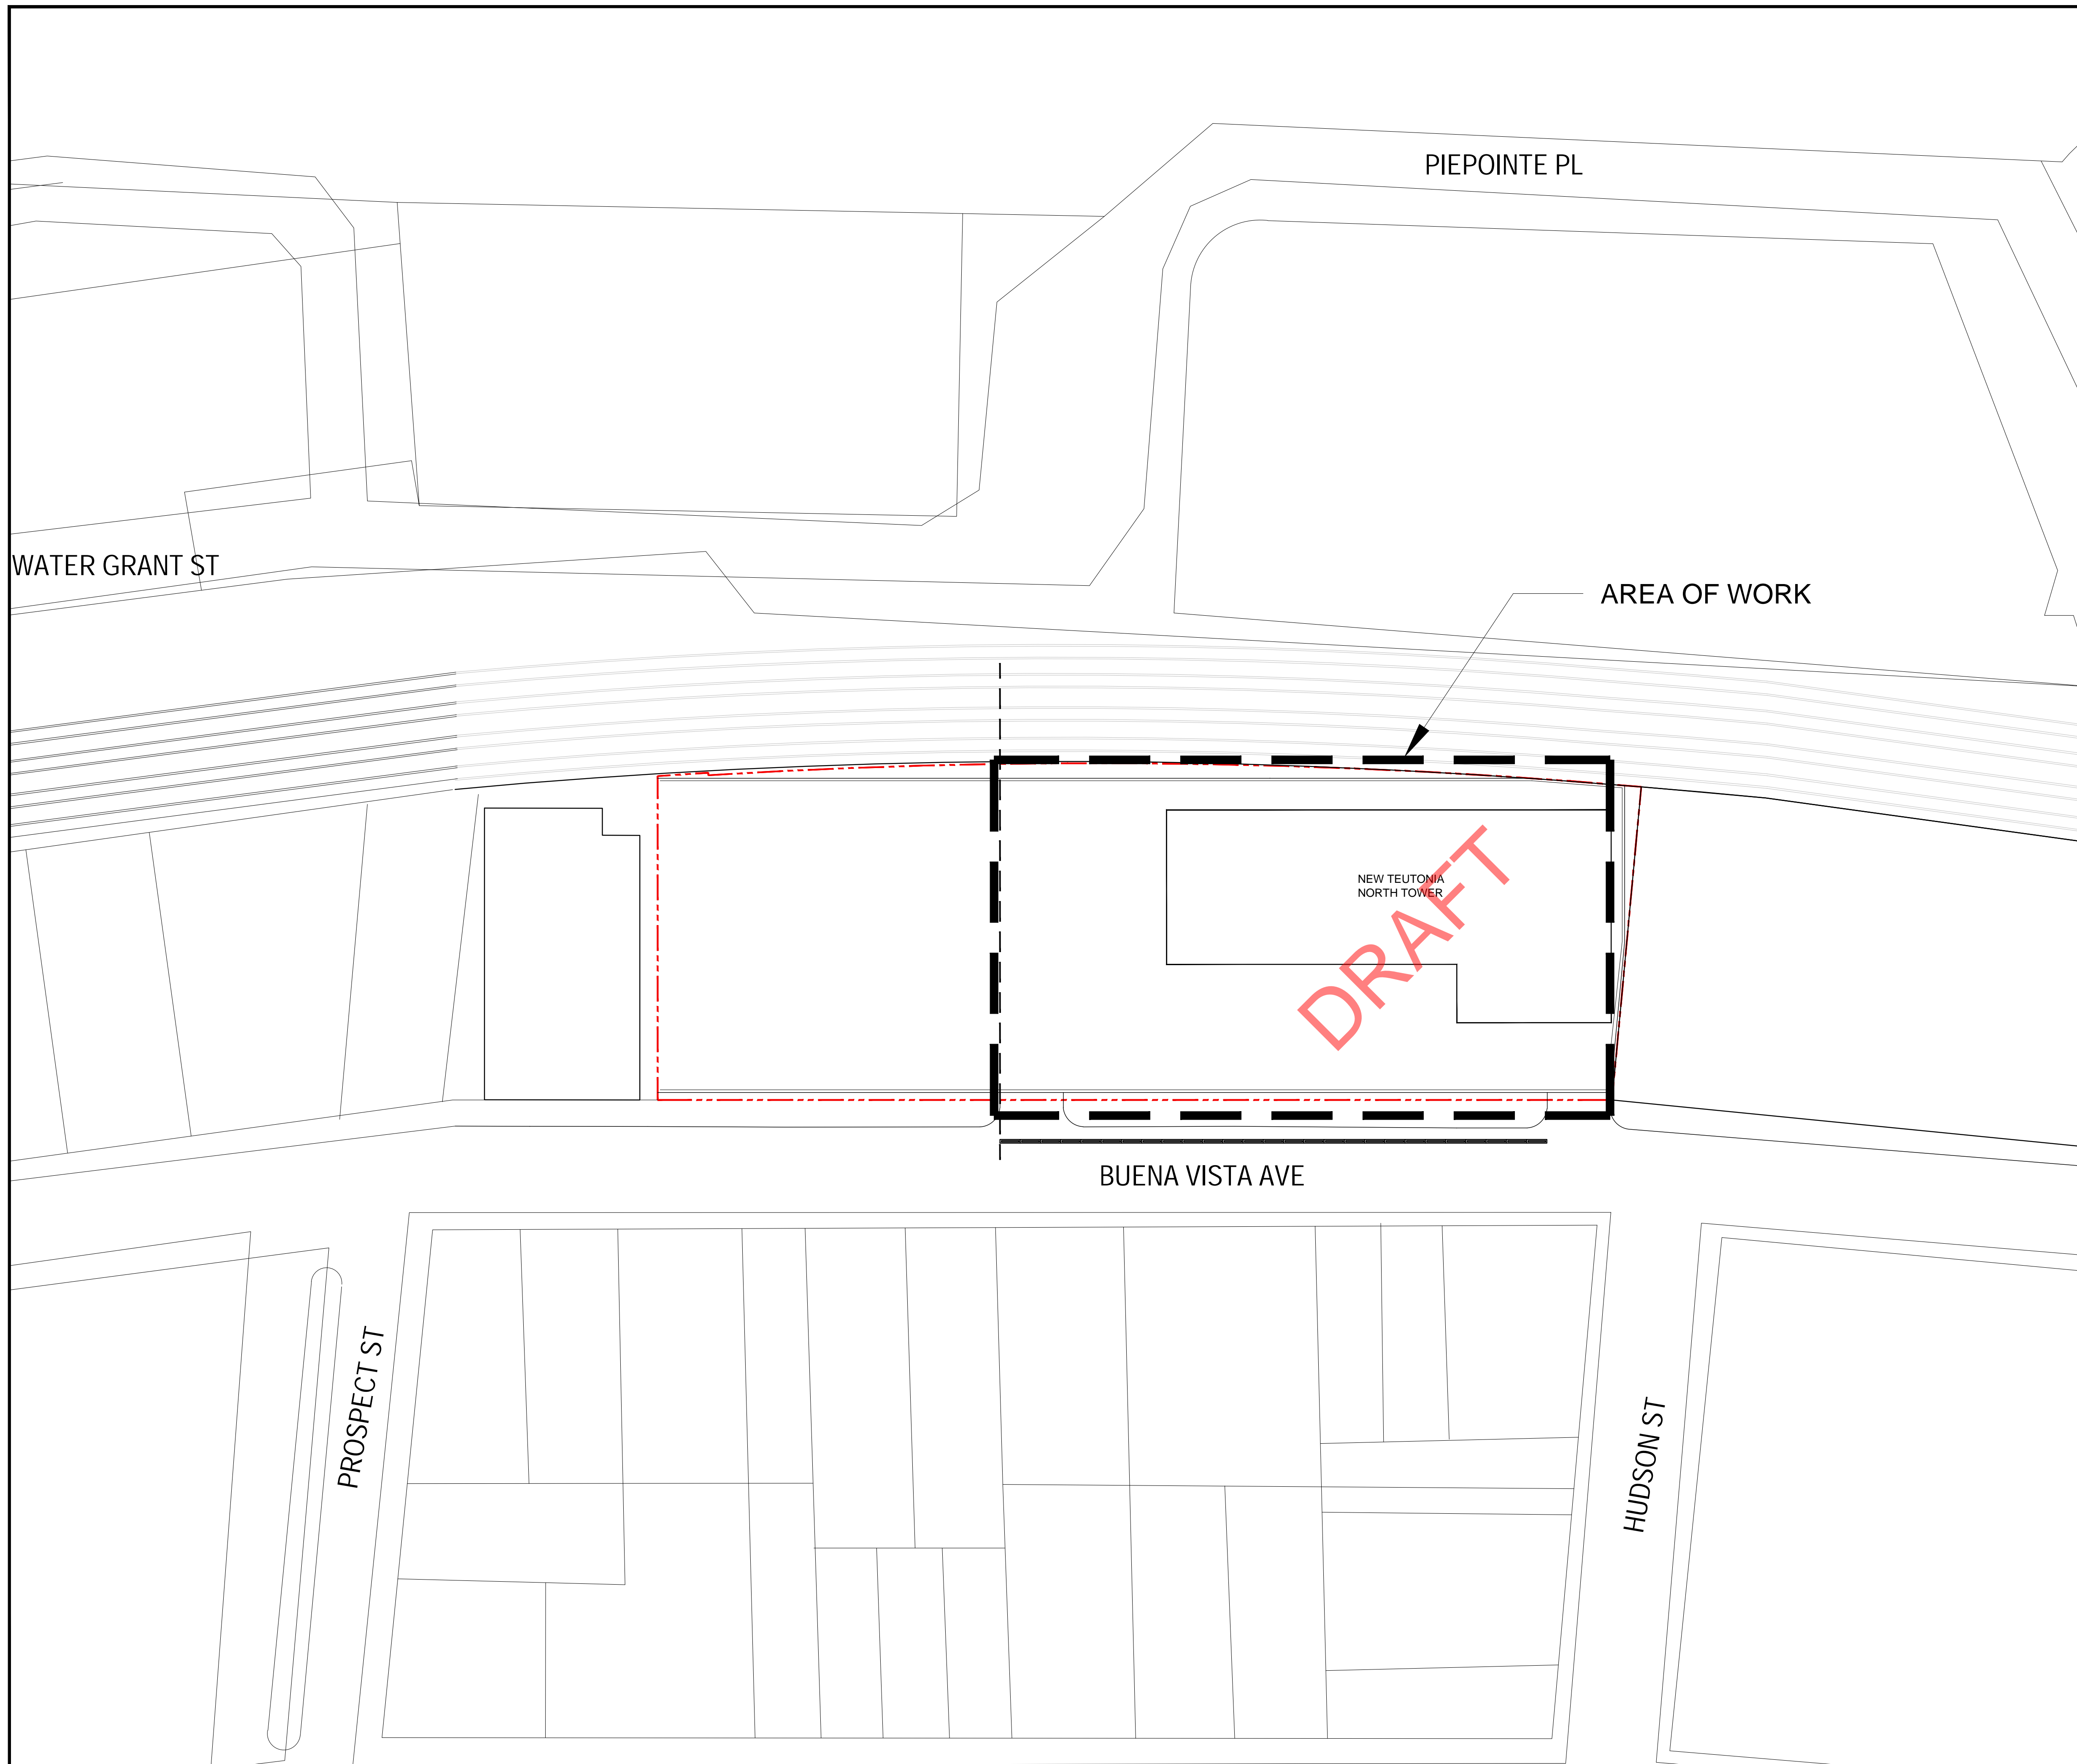 PIEPOINTE PL
WATER GRANT ST
AREA OF WORK
NEW TEUTONIA
NORTH TOWER
DRAFT
BUENA VISTA AVE
PROSPECT ST
HUDSON ST